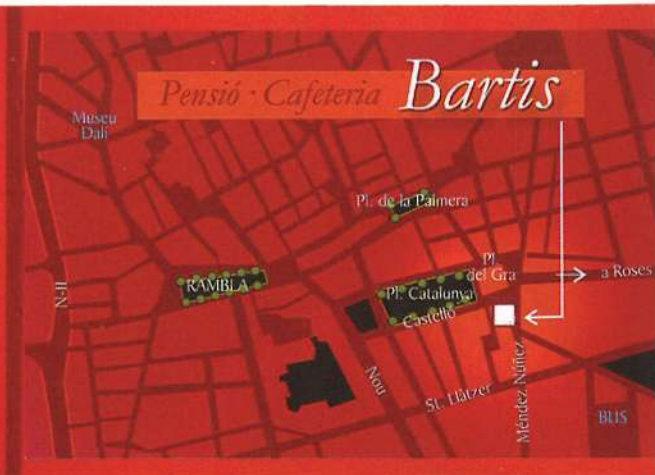 Pensió · Cafeteria Bartis
Museu
Dalí
Pl. de la Palmera
Pl.
del Gra
a Roses
RAMBLA
Pl. Catalunya
N-II
Castelló
Nou
St. Llàtzer
Méndez Núñez
BUS